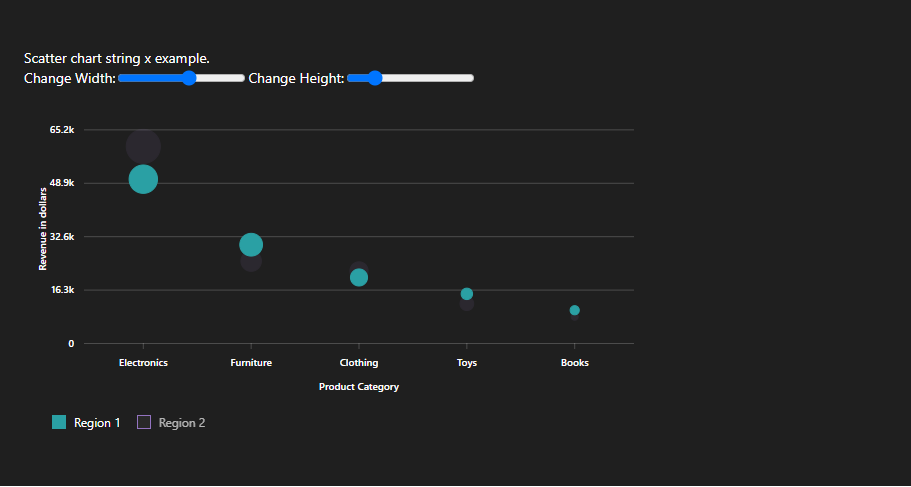 Scatter chart string x example.
Change Width: Change Height:
65.2k
48.9k
32.6k
16.3k
0
Revenue in dollars
Electronics Furniture Clothing Toys Books
Product Category
Region 1 Region 2